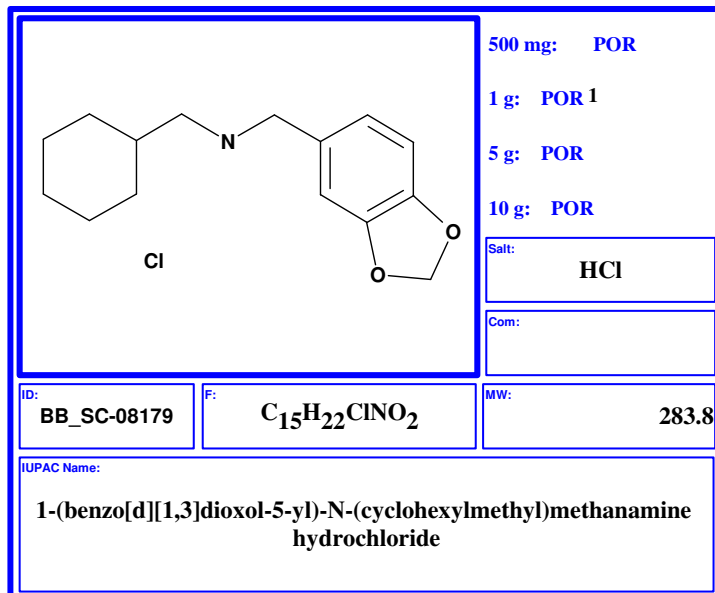 500 mg: POR
1 g: POR 1
5 g: POR
10 g: POR
N
O
O
Cl
Salt:
HCl
Com:
ID:
BB_SC-08179
F:
C15H22ClNO2
MW:
283.8
IUPAC Name:
1-(benzo[d][1,3]dioxol-5-yl)-N-(cyclohexylmethyl)methanamine
hydrochloride